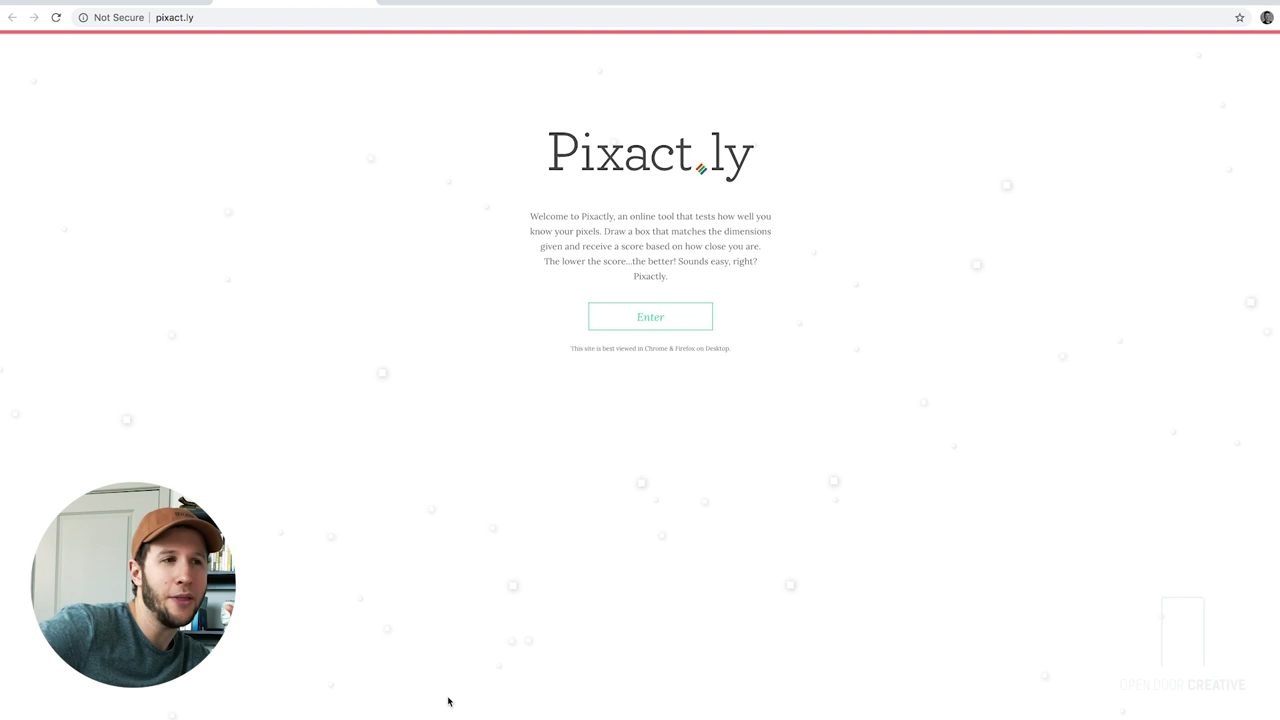 Not Secure
pixact.ly
Pixact.ly
Welcome to Pixactly, an online tool that tests how well you
know your pixels. Draw a box that matches the dimensions
given and receive a score based on how close you are.
The lower the score...the better! Sounds easy, right?
Pixactly.
Enter
This site is best viewed in Chrome & Firefox on Desktop.
OPEN DOOR CREATIVE